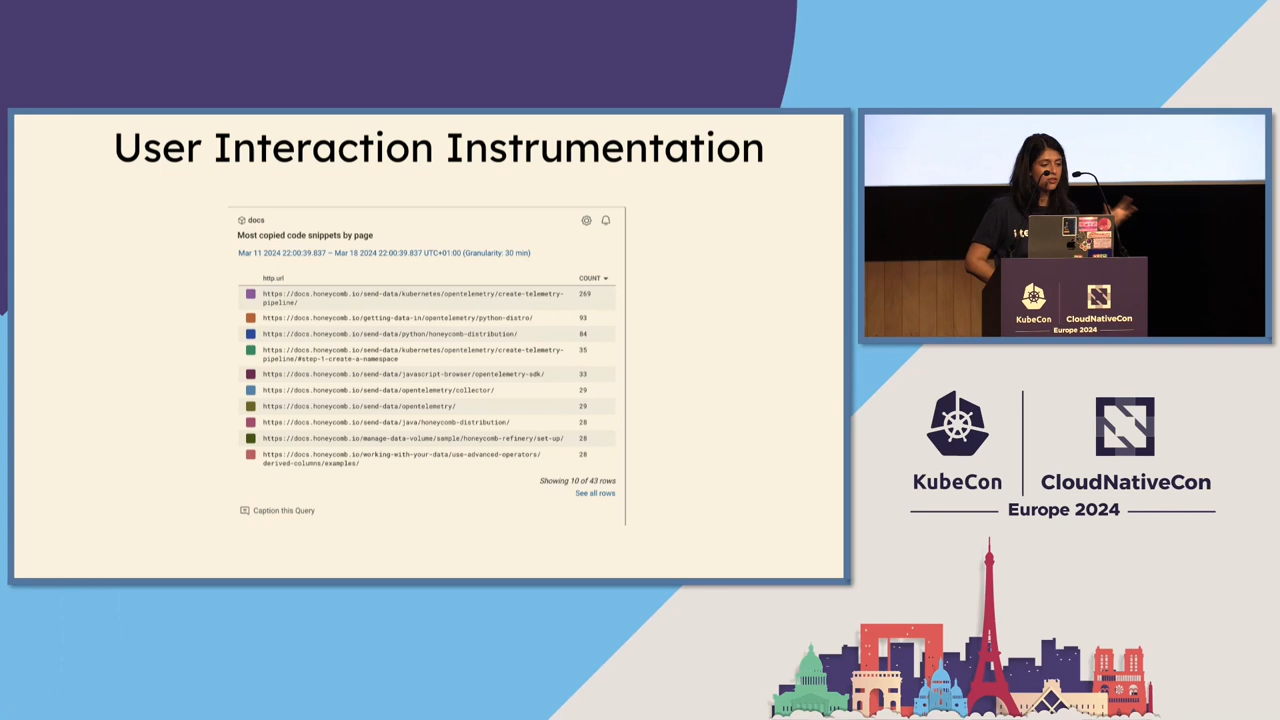 User Interaction Instrumentation
docs
Most copied code snippets by page
Mar 11 2024 22:00:39.837 – Mar 18 2024 22:00:39.837 UTC+01:00 (Granularity: 30 min)
http.url COUNT
https://docs.honeycomb.io/send-data/kubernetes/opentelemetry/create-telemetry- 269
pipeline/
https://docs.honeycomb.io/getting-data-in/opentelemetry/python-distro/ 93
https://docs.honeycomb.io/send-data/python/honeycomb-distribution/ 84
https://docs.honeycomb.io/send-data/kubernetes/opentelemetry/create-telemetry- 35
pipeline/#step-1-create-a-namespace
https://docs.honeycomb.io/send-data/javascript-browser/opentelemetry-sdk/ 33
https://docs.honeycomb.io/send-data/opentelemetry/collector/ 29
https://docs.honeycomb.io/send-data/opentelemetry/ 29
https://docs.honeycomb.io/send-data/java/honeycomb-distribution/ 28
https://docs.honeycomb.io/manage-data-volume/sample/honeycomb-refinery/set-up/ 28
https://docs.honeycomb.io/working-with-your-data/use-advanced-operators/ 28
derived-columns/examples/
Showing 10 of 43 rows
See all rows
Caption this Query
KubeCon CloudNativeCon
Europe 2024
KubeCon CloudNativeCon
Europe 2024